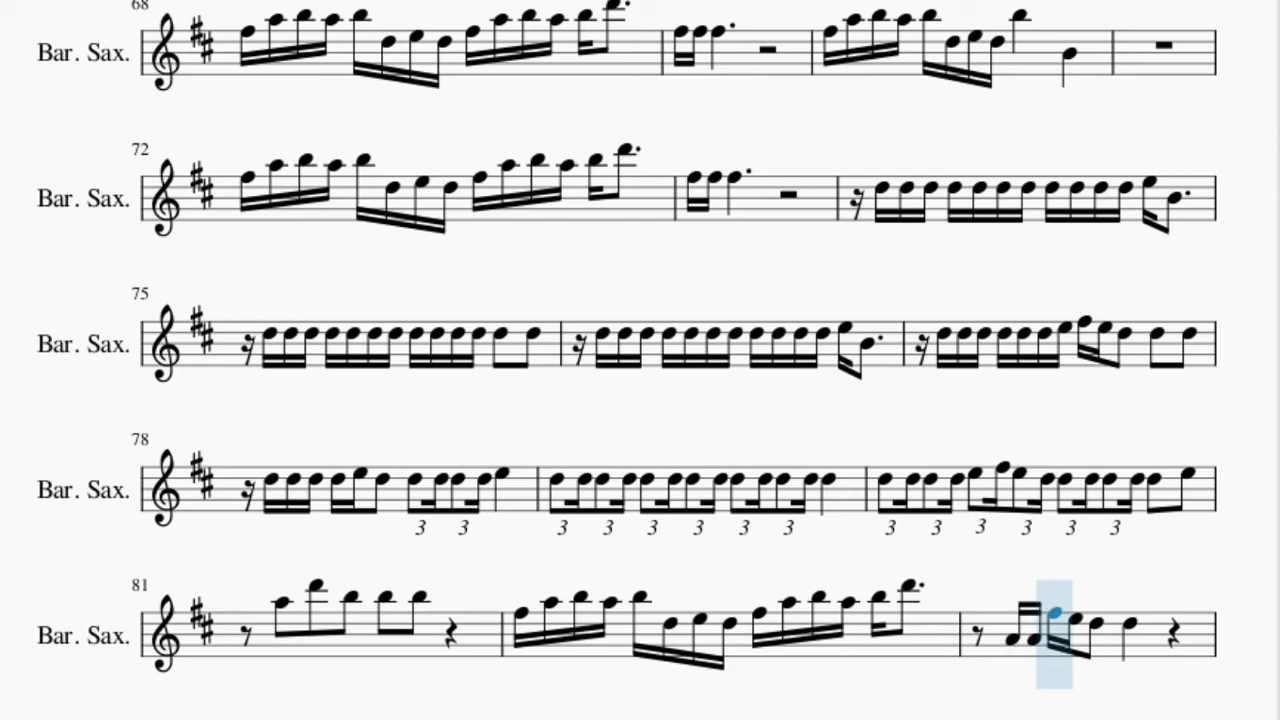 68
Bar. Sax.
72
Bar. Sax.
75
Bar. Sax.
78
Bar. Sax.
3 3 3 3 3 3 3 3 3 3 3 3 3 3
81
Bar. Sax.